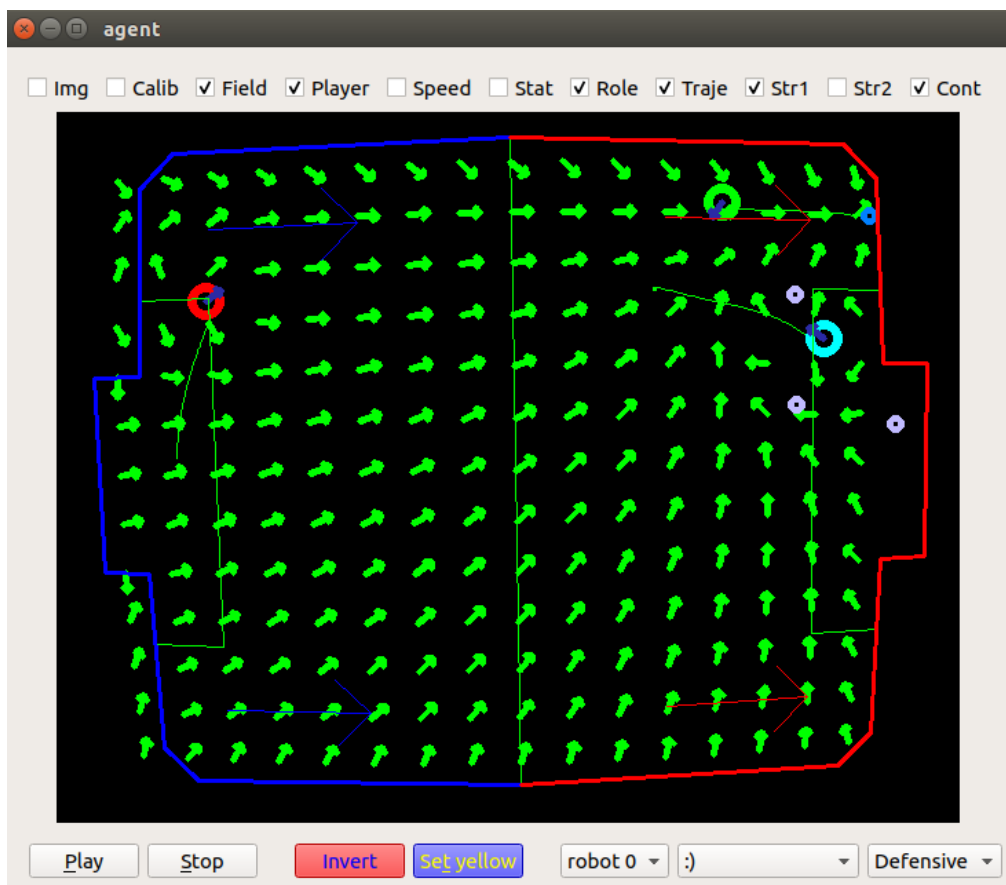 agent
Img Calib Field Player Speed Stat Role Traje Str1 Str2 Cont
Play Stop Invert Set yellow robot 0 :) Defensive